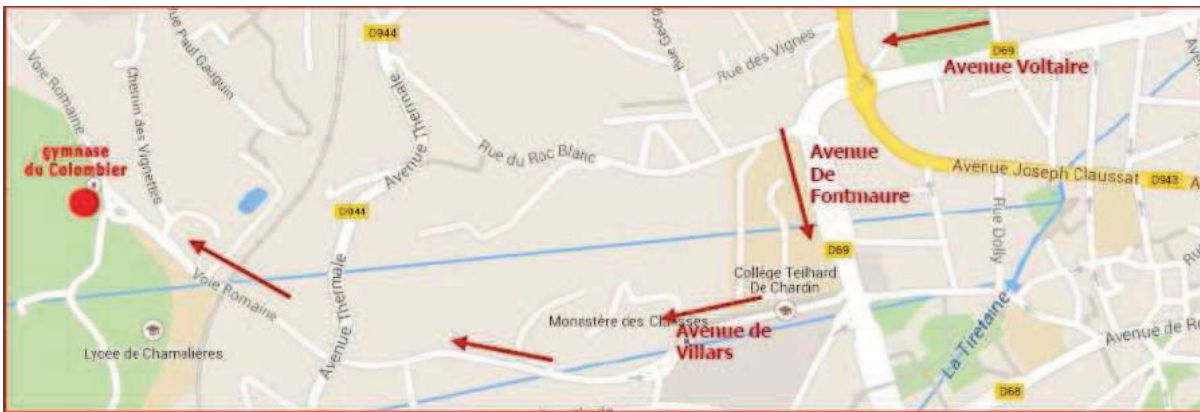 Voie Romaine
Rue Paul Gauguin
Chemin des Vignettes
gymnase
du Colombier
D944
Avenue Thermale
Avenue Thermale
D944
Avenue Thermale
Rue du Roc Blanc
Rue des Vignes
D69
Avenue Voltaire
Avenue
De
Fontmaure
Avenue Joseph Claussat
D943
D69
Rue Dolly
Collège Teilhard
De Chardin
Monastère des
Avenue de
Villars
Voie Romaine
Lycée de Chamalières
La Tiretaine
D68